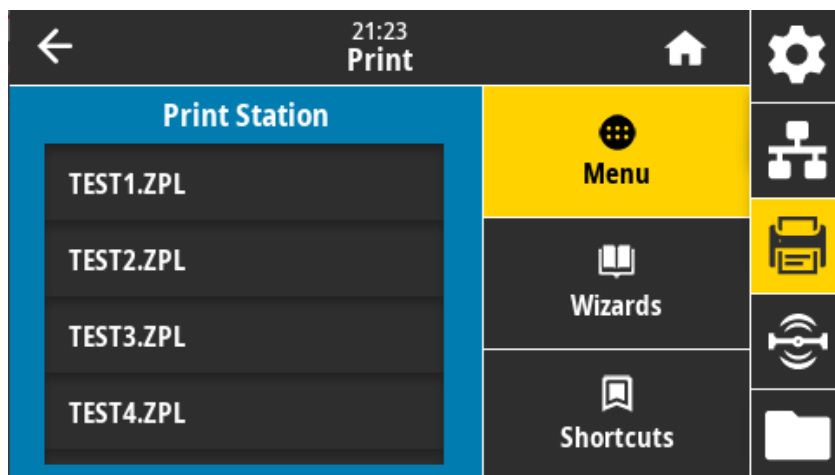 21:23
Print
Print Station
TEST1.ZPL
TEST2.ZPL
TEST3.ZPL
TEST4.ZPL
Menu
Wizards
Shortcuts